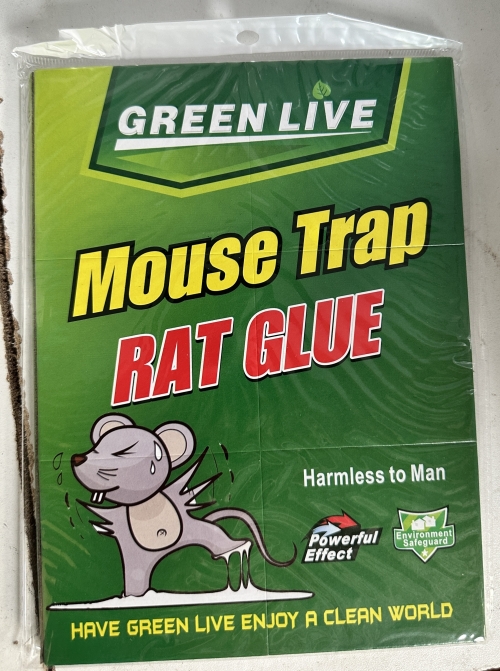 GREEN LIVE
Mouse Trap
RAT GLUE
Harmless to Man
Powerful
Effect
Environment
Safeguard
HAVE GREEN LIVE ENJOY A CLEAN WORLD